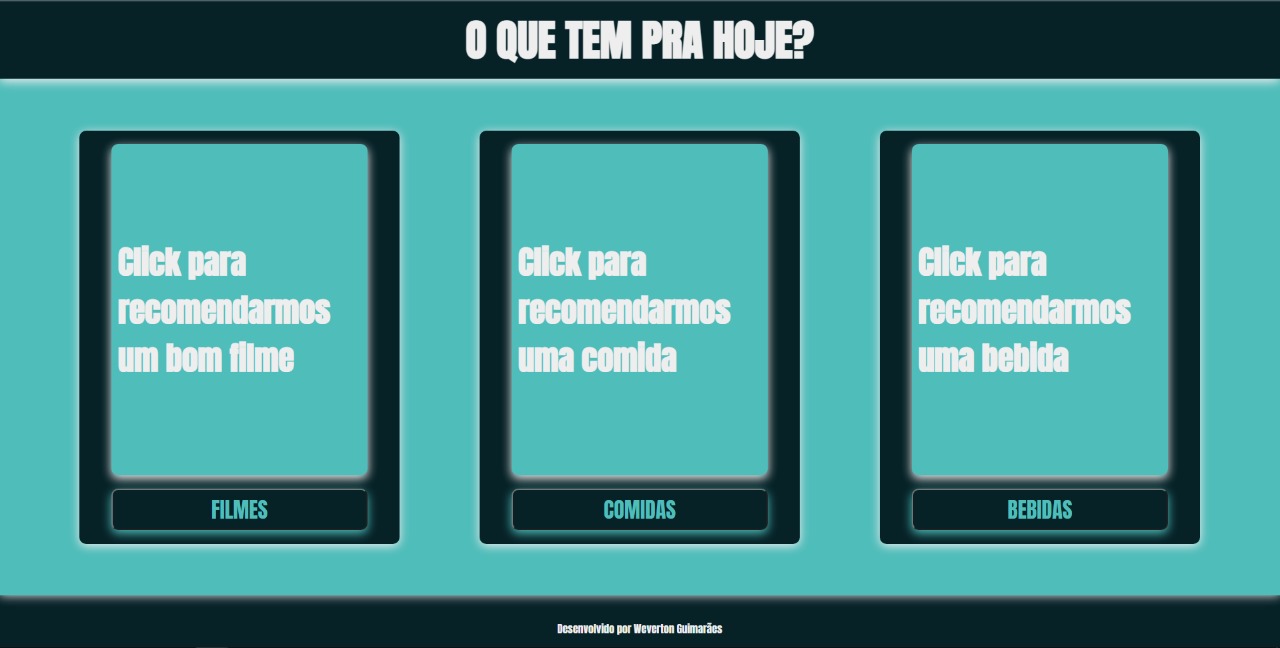 O QUE TEM PRA HOJE?
Click para
recomendarmos
um bom filme
FILMES
Click para
recomendarmos
uma comida
COMIDAS
Click para
recomendarmos
uma bebida
BEBIDAS
Desenvolvido por Weverton Guimarães